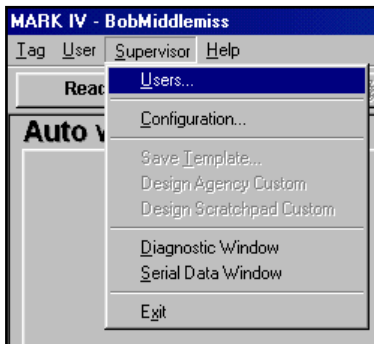 MARK IV - BobMiddlemiss
Tag User Supervisor Help
Users...
Configuration...
Save Template...
Design Agency Custom
Design Scratchpad Custom
Diagnostic Window
Serial Data Window
Exit
Auto